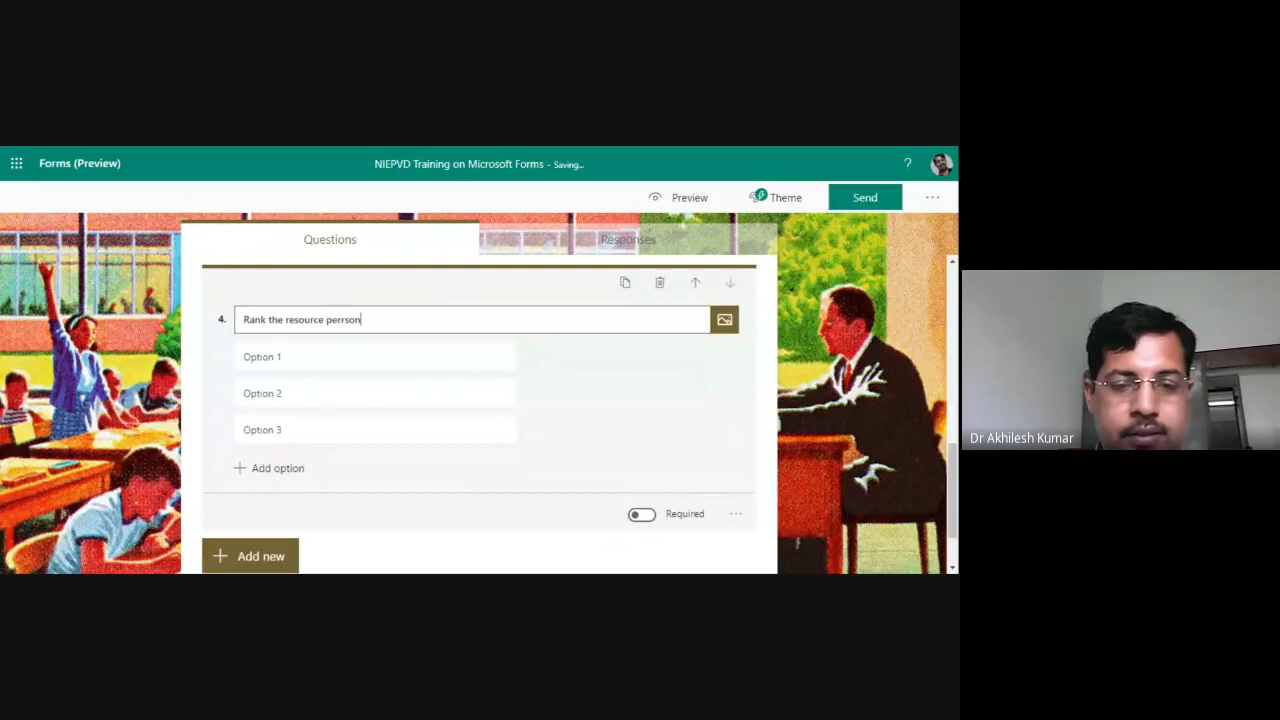 Forms (Preview)
NIEPVD Training on Microsoft Forms - Saving...
?
Preview
Theme
Send
...
Questions
Responses
4.
Rank the resource perrson
Option 1
Option 2
Option 3
+ Add option
Required
...
+ Add new
Dr Akhilesh Kumar